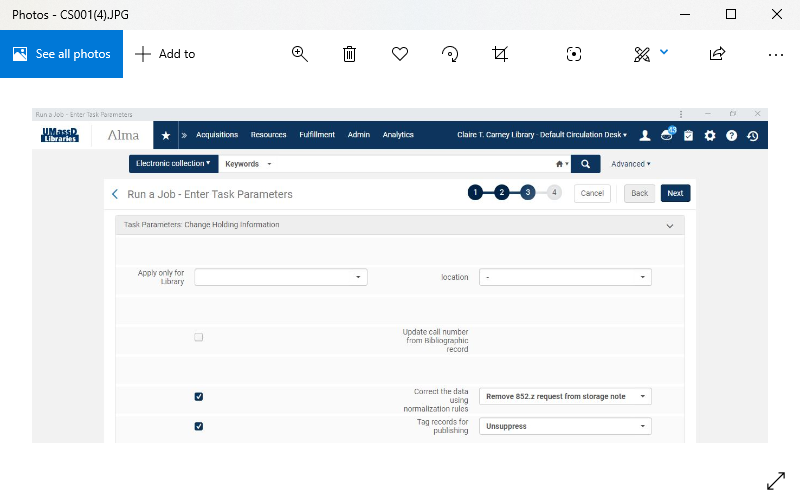 Photos - CS001(4).JPG
See all photos
Add to
Run a Job - Enter Task Parameters
UMassD Libraries
Alma
Acquisitions Resources Fulfillment Admin Analytics
Claire T. Carney Library - Default Circulation Desk
Electronic collection
Keywords
Advanced
Run a Job - Enter Task Parameters
1 2 3 4
Cancel
Back
Next
Task Parameters: Change Holding Information
Apply only for
Library
location
-
Update call number
from Bibliographic
record
Correct the data
using
normalization rules
Remove 852.z request from storage note
Tag records for
publishing
Unsuppress